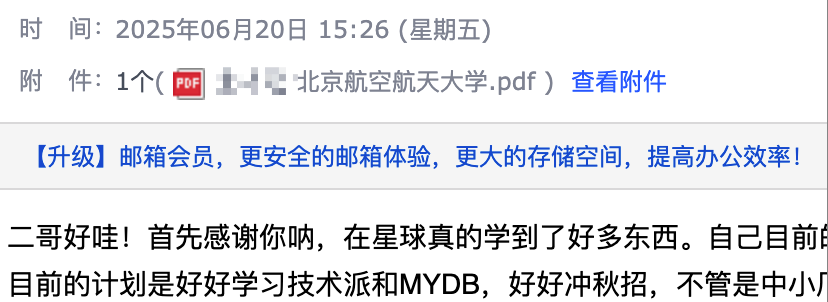 时　间：2025年06月20日 15:26 (星期五)
附　件：1个( PDF 北京航空航天大学.pdf ) 查看附件
【升级】邮箱会员，更安全的邮箱体验，更大的存储空间，提高办公效率！
二哥好哇！首先感谢你呐，在星球真的学到了好多东西。自己目前
目前的计划是好好学习技术派和MYDB，好好冲秋招，不管是中小